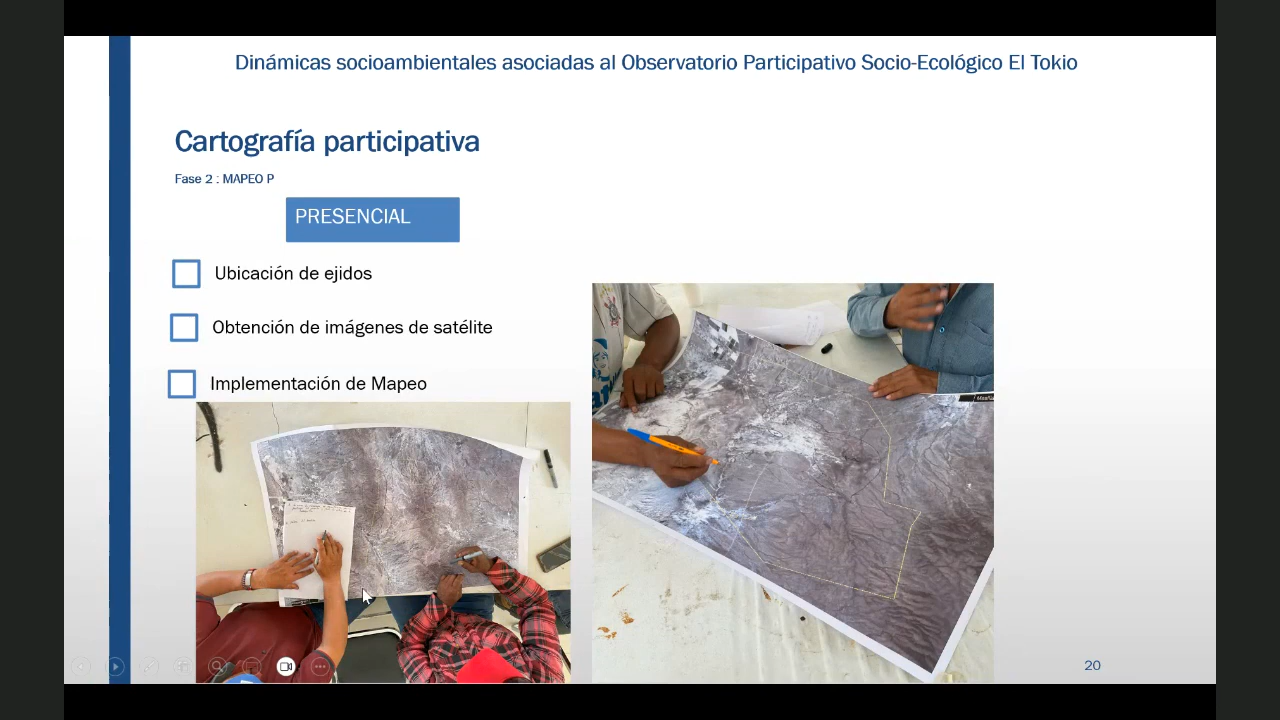 Dinámicas socioambientales asociadas al Observatorio Participativo Socio-Ecológico El Tokio
Cartografía participativa
Fase 2 : MAPEO P
PRESENCIAL
Ubicación de ejidos
Obtención de imágenes de satélite
Implementación de Mapeo
20